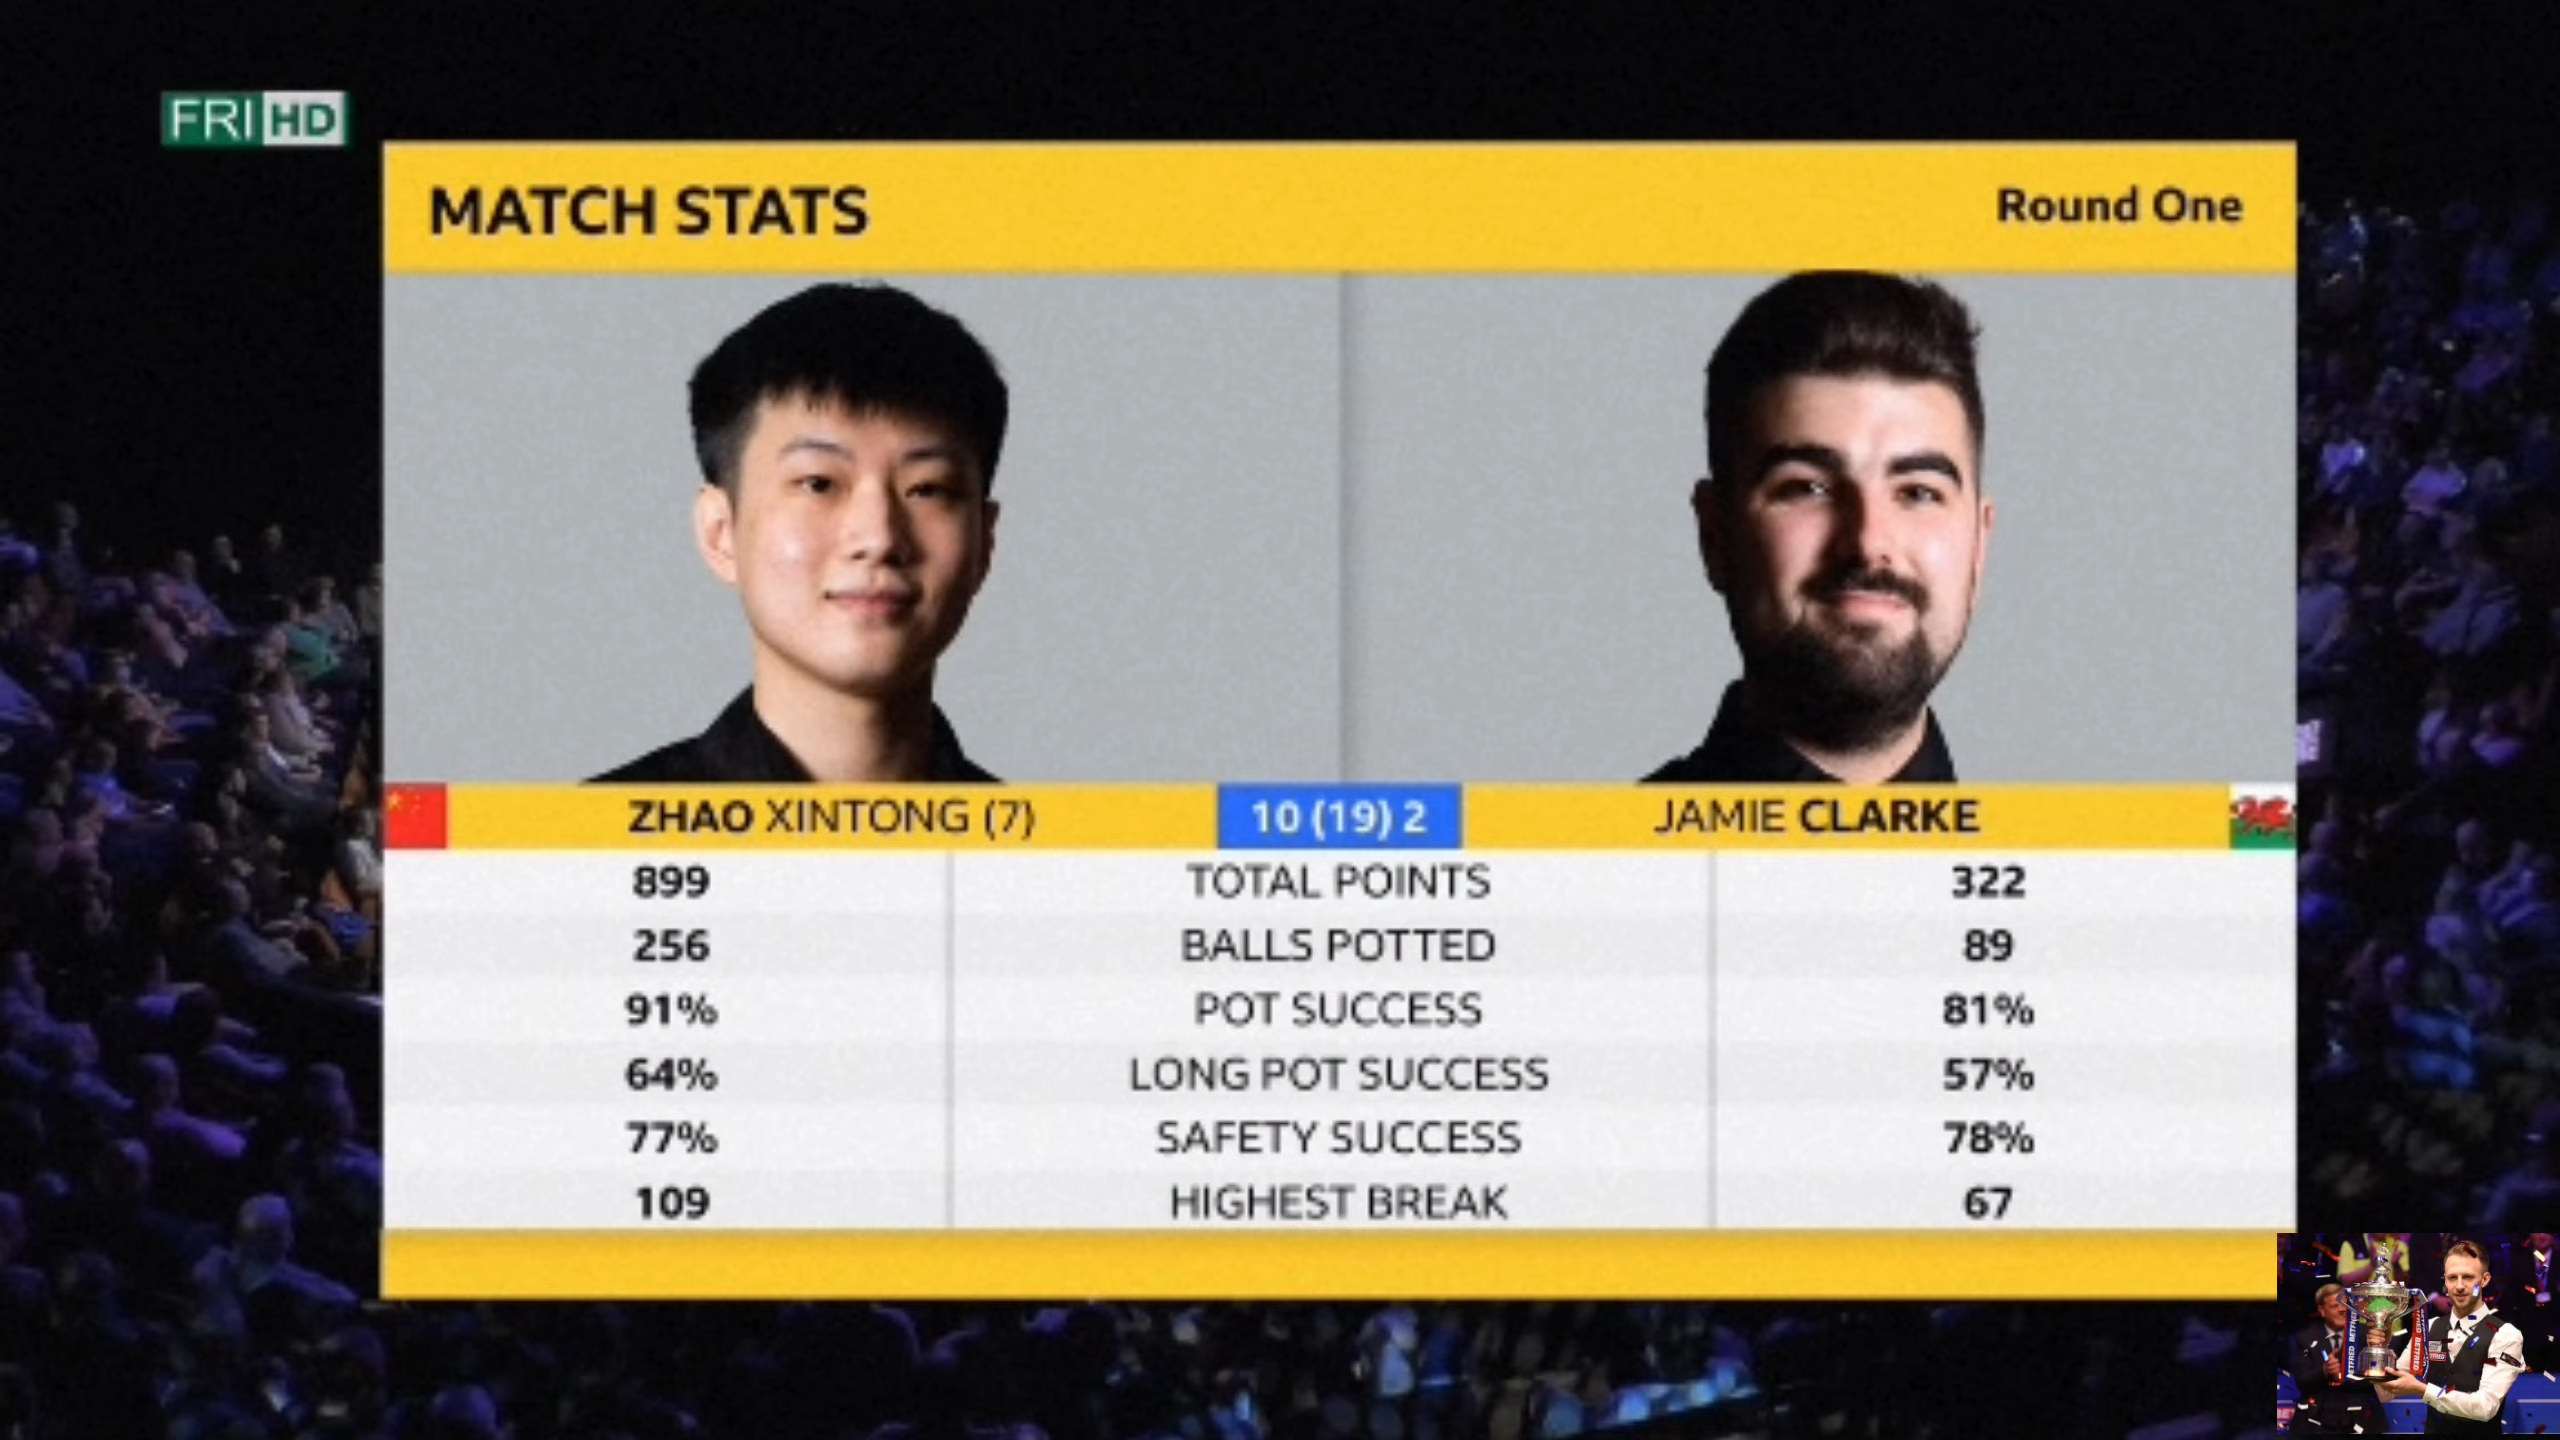 FRI HD
MATCH STATS
Round One
ZHAO XINTONG (7) 10 (19) 2 JAMIE CLARKE
899 TOTAL POINTS 322
256 BALLS POTTED 89
91% POT SUCCESS 81%
64% LONG POT SUCCESS 57%
77% SAFETY SUCCESS 78%
109 HIGHEST BREAK 67
BETFRED
BETFRED